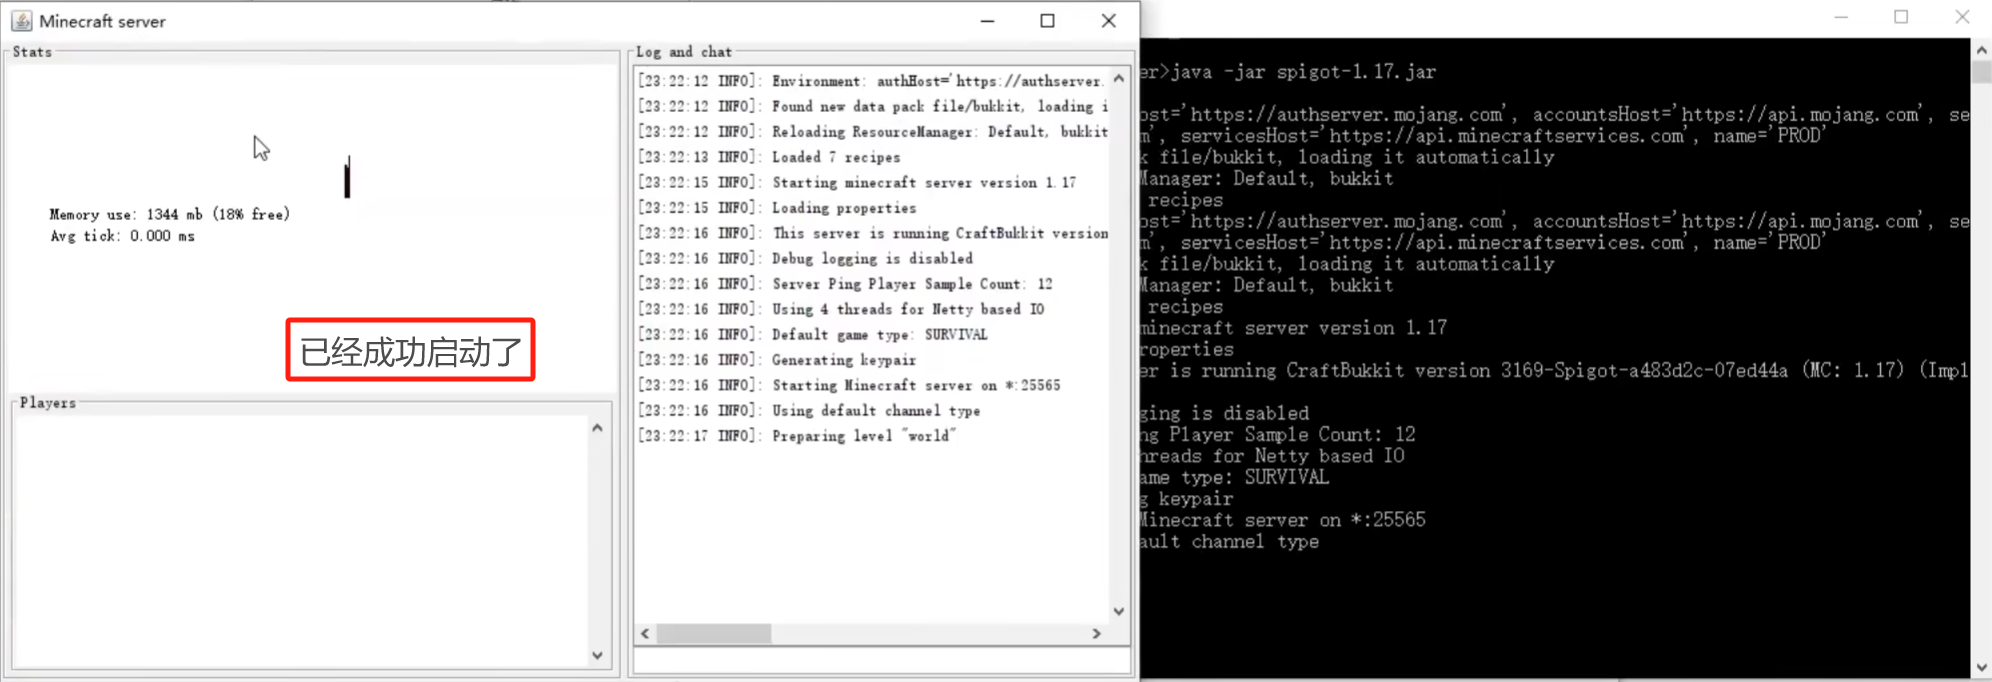 Minecraft server
Stats
Memory use: 1344 mb (18% free)
Avg tick: 0.000 ms
已经成功启动了
Players
Log and chat
[23:22:12 INFO]: Environment: authHost='https://authserver.
[23:22:12 INFO]: Found new data pack file/bukkit, loading i
[23:22:12 INFO]: Reloading ResourceManager: Default, bukkit
[23:22:13 INFO]: Loaded 7 recipes
[23:22:15 INFO]: Starting minecraft server version 1.17
[23:22:15 INFO]: Loading properties
[23:22:16 INFO]: This server is running CraftBukkit version
[23:22:16 INFO]: Debug logging is disabled
[23:22:16 INFO]: Server Ping Player Sample Count: 12
[23:22:16 INFO]: Using 4 threads for Netty based IO
[23:22:16 INFO]: Default game type: SURVIVAL
[23:22:16 INFO]: Generating keypair
[23:22:16 INFO]: Starting Minecraft server on *:25565
[23:22:16 INFO]: Using default channel type
[23:22:17 INFO]: Preparing level "world"
er>java -jar spigot-1.17.jar
ost='https://authserver.mojang.com', accountsHost='https://api.mojang.com', se
m', servicesHost='https://api.minecraftservices.com', name='PROD'
k file/bukkit, loading it automatically
Manager: Default, bukkit
recipes
ost='https://authserver.mojang.com', accountsHost='https://api.mojang.com', se
m', servicesHost='https://api.minecraftservices.com', name='PROD'
k file/bukkit, loading it automatically
Manager: Default, bukkit
recipes
minecraft server version 1.17
roperties
er is running CraftBukkit version 3169-Spigot-a483d2c-07ed44a (MC: 1.17) (Impl
ging is disabled
ng Player Sample Count: 12
hreads for Netty based IO
ame type: SURVIVAL
g keypair
Minecraft server on *:25565
ault channel type